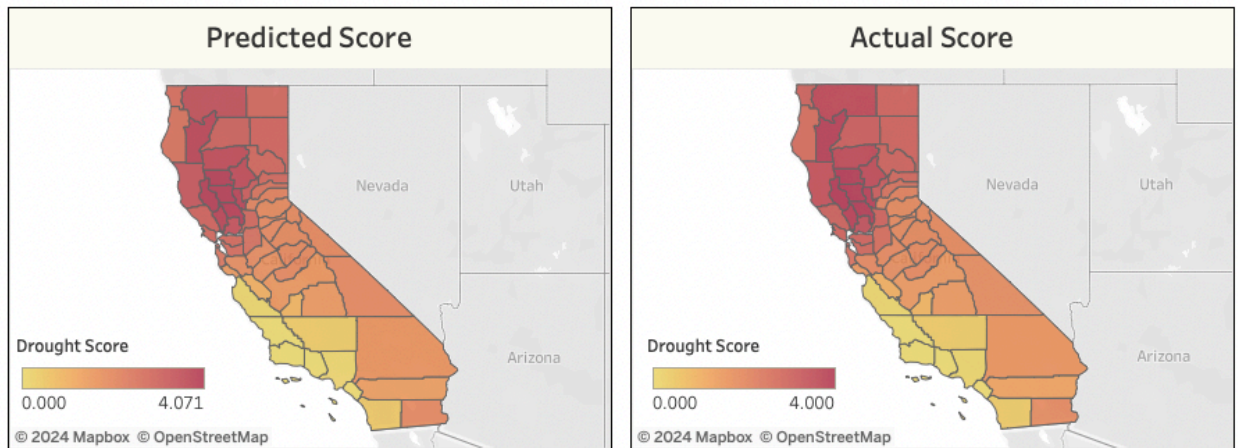 Predicted Score
Nevada
Utah
Arizona
Drought Score
0.000 4.071
© 2024 Mapbox © OpenStreetMap
Actual Score
Nevada
Utah
Arizona
Drought Score
0.000 4.000
© 2024 Mapbox © OpenStreetMap